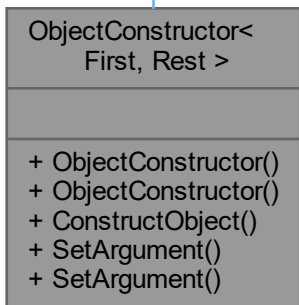 ObjectConstructor<
First, Rest >
+ ObjectConstructor()
+ ObjectConstructor()
+ ConstructObject()
+ SetArgument()
+ SetArgument()